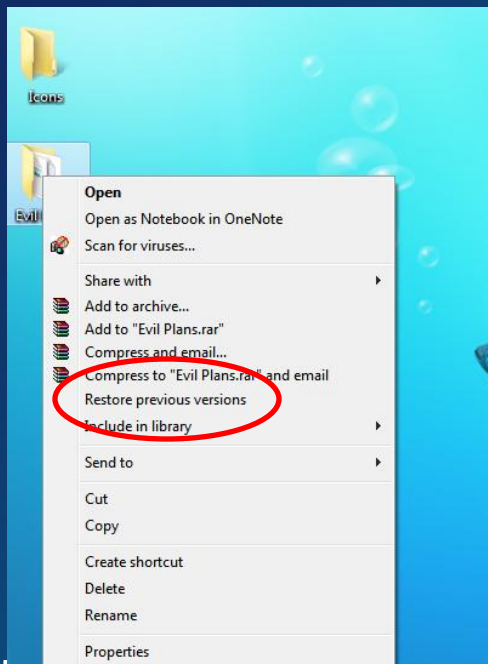 Icons
Evil
Open
Open as Notebook in OneNote
Scan for viruses...
Share with
Add to archive...
Add to "Evil Plans.rar"
Compress and email...
Compress to "Evil Plans.rar" and email
Restore previous versions
Include in library
Send to
Cut
Copy
Create shortcut
Delete
Rename
Properties